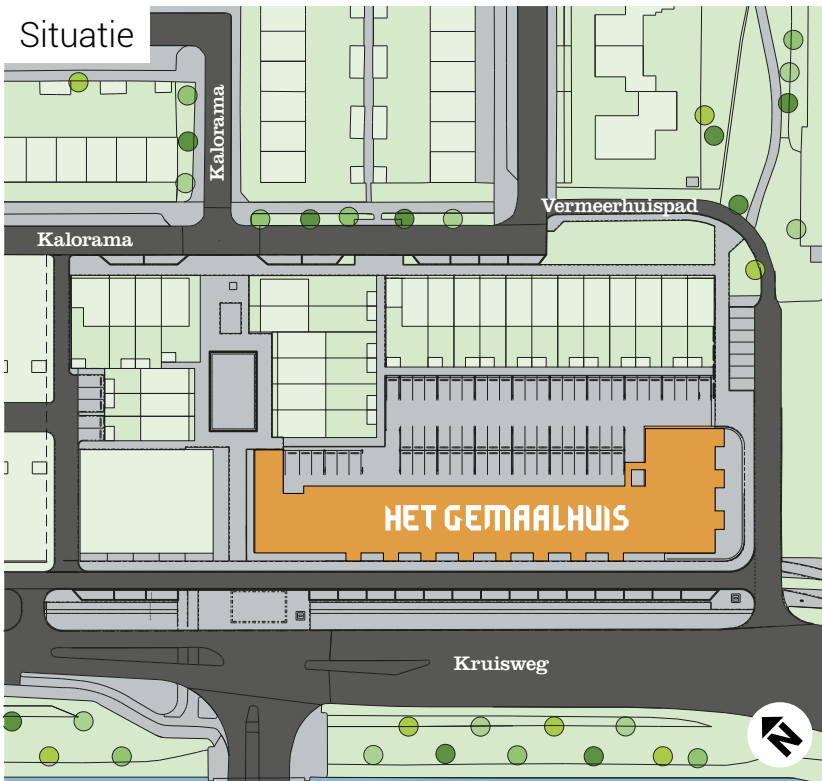 Situatie
Kalorama
Vermeerhuispad
Kalorama
HET GEMAALHUIS
Kruisweg
N